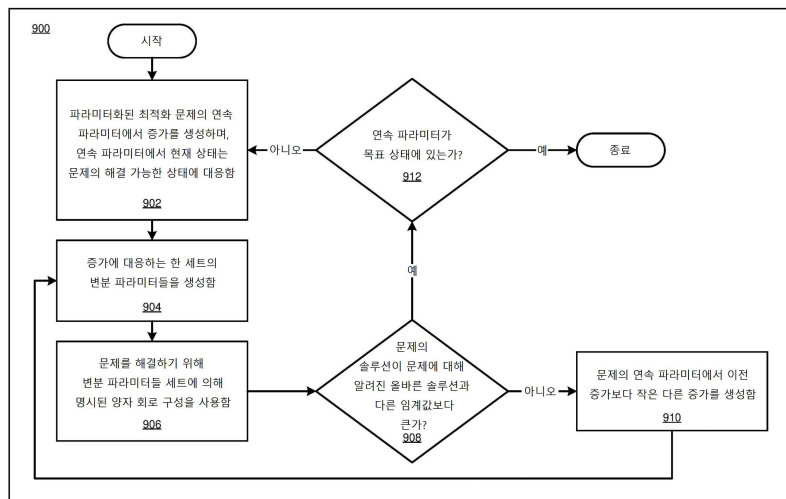 900
시작
파라미터화된 최적화 문제의 연속
파라미터에서 증가를 생성하며,
연속 파라미터에서 현재 상태는
문제의 해결 가능한 상태에 대응함
902
증가에 대응하는 한 세트의
변분 파라미터들을 생성함
904
문제를 해결하기 위해
변분 파라미터들 세트에 의해
명시된 양자 회로 구성을 사용함
906
문제의
솔루션이 문제에 대해
알려진 올바른 솔루션과
다른 임계값보다
큰가?
908
아니오
문제의 연속 파라미터에서 이전
증가보다 작은 다른 증가를 생성함
910
예
연속 파라미터가
목표 상태에 있는가?
912
아니오
예
종료